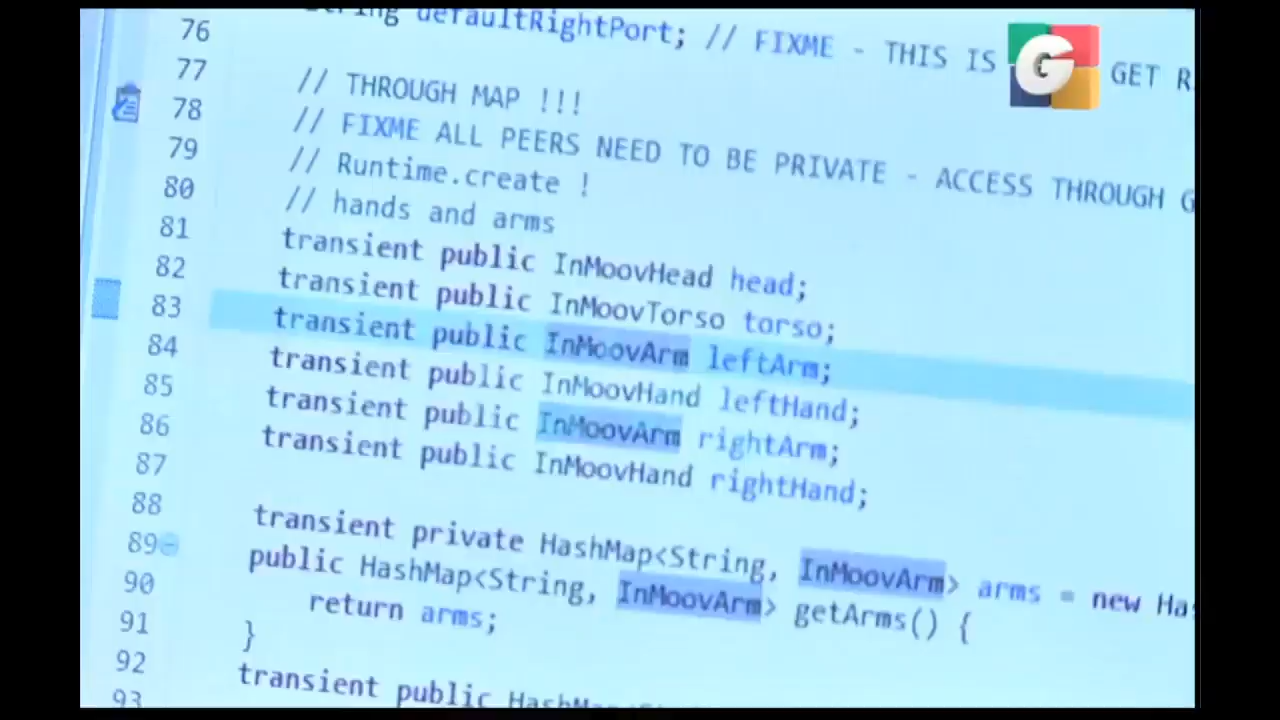 defaultRightPort; // FIXME - THIS IS G GET R
76
77 // THROUGH MAP !!!
78 // FIXME ALL PEERS NEED TO BE PRIVATE - ACCESS THROUGH G
79 // Runtime.create !
80 // hands and arms
81 transient public InMoovHead head;
82 transient public InMoovTorso torso;
83 transient public InMoovArm leftArm;
84 transient public InMoovHand leftHand;
85 transient public InMoovArm rightArm;
86 transient public InMoovHand rightHand;
87
88 transient private HashMap<String, InMoovArm> arms = new Ha
89 public HashMap<String, InMoovArm> getArms() {
90 return arms;
91 }
92 transient public
93